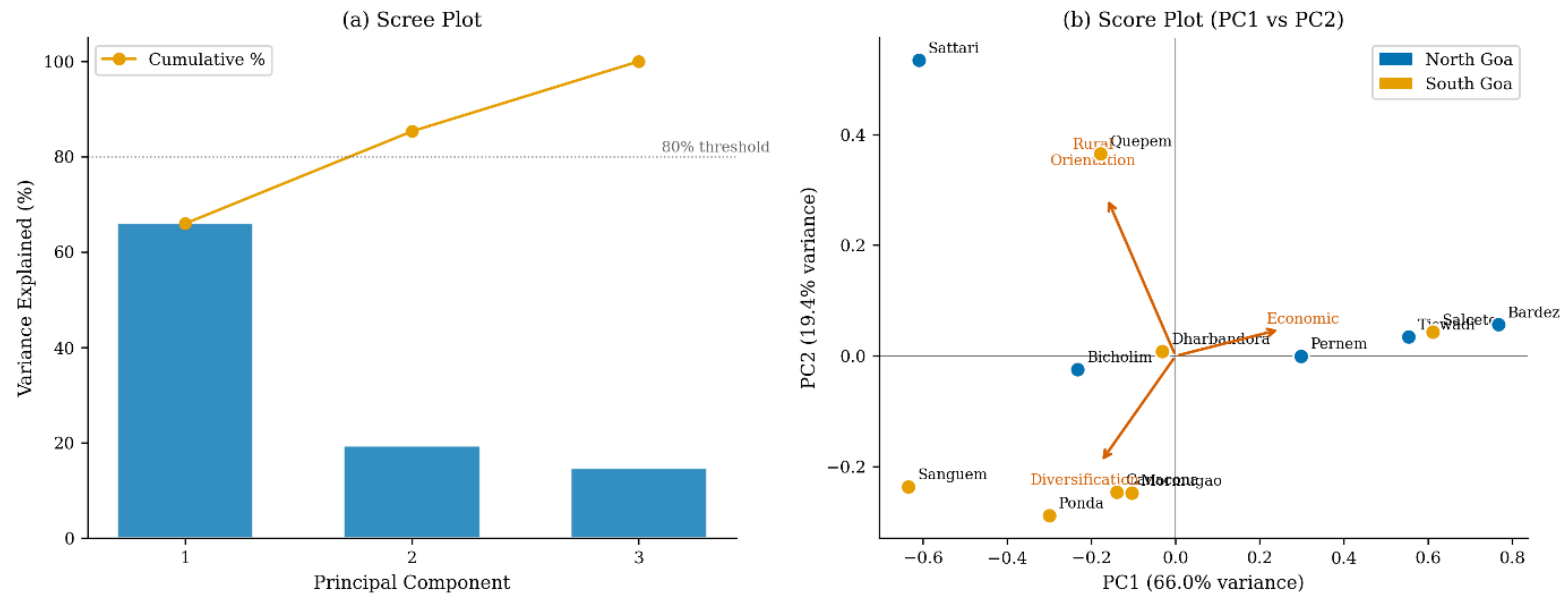 (a) Scree Plot
Cumulative %
80% threshold
100
80
60
40
20
0
Variance Explained (%)
1
2
3
Principal Component
(b) Score Plot (PC1 vs PC2)
North Goa
South Goa
Sattari
Rural
Orientation
Quepem
Economic
Bardez
Salcete
Tiswadi
Dharbandora
Pernem
Bicholim
Sanguem
Diversification
Canacona
Mormugao
Ponda
0.4
0.2
0.0
−0.2
PC2 (19.4% variance)
−0.6
−0.4
−0.2
0.0
0.2
0.4
0.6
0.8
PC1 (66.0% variance)